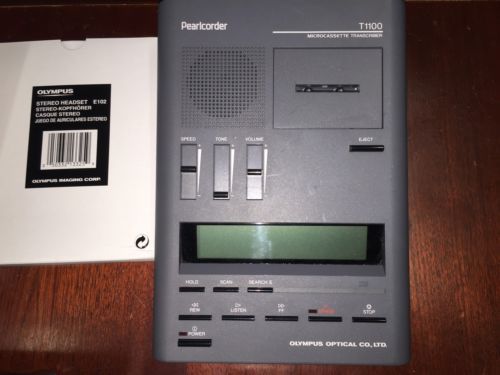 Pearlcorder
T1100
MICROCASSETTE TRANSCRIBER
OLYMPUS
STEREO HEADSET E102
STEREO-KOPFHÖRER
CASQUE STEREO
JUEGO DE AURICULARES ESTEREO
OLYMPUS IMAGING CORP.
SPEED TONE VOLUME
EJECT
HOLD SCAN SEARCH S
REW LISTEN FF STOP
POWER
OLYMPUS OPTICAL CO., LTD.